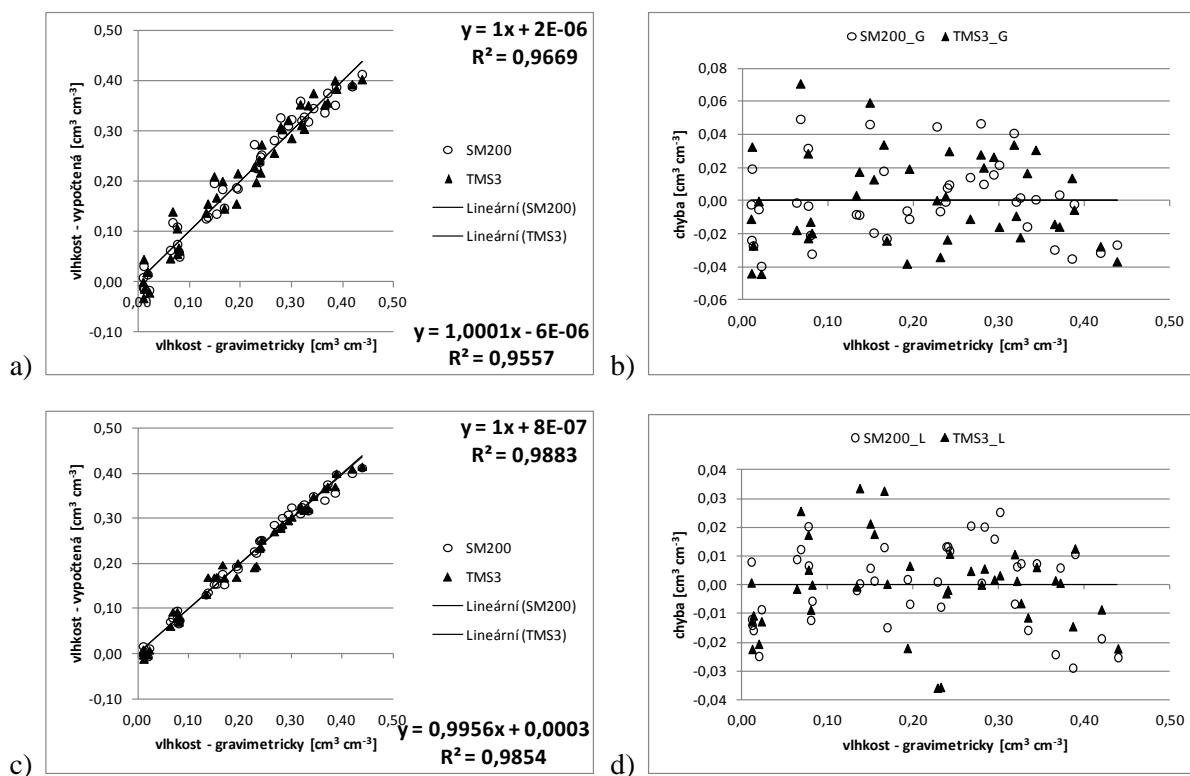 y = 1x + 2E-06
R² = 0,9669
0,50
0,40
0,30
0,20
0,10
0,00
-0,10
0,00 0,10 0,20 0,30 0,40 0,50
vlhkost - vypočtená [cm³ cm⁻³]
vlhkost - gravimetricky [cm³ cm⁻³]
SM200
TMS3
Lineární (SM200)
Lineární (TMS3)
y = 1,0001x - 6E-06
R² = 0,9557
a)
SM200_G TMS3_G
0,08
0,06
0,04
0,02
0,00
-0,02
-0,04
-0,06
0,00 0,10 0,20 0,30 0,40 0,50
chyba [cm³ cm⁻³]
vlhkost - gravimetricky [cm³ cm⁻³]
b)
y = 1x + 8E-07
R² = 0,9883
0,50
0,40
0,30
0,20
0,10
0,00
-0,10
0,00 0,10 0,20 0,30 0,40 0,50
vlhkost - vypočtená [cm³ cm⁻³]
vlhkost - gravimetricky [cm³ cm⁻³]
SM200
TMS3
Lineární (SM200)
Lineární (TMS3)
y = 0,9956x + 0,0003
R² = 0,9854
c)
SM200_L TMS3_L
0,04
0,03
0,02
0,01
0,00
-0,01
-0,02
-0,03
-0,04
0,00 0,10 0,20 0,30 0,40 0,50
chyba [cm³ cm⁻³]
vlhkost - gravimetricky [cm³ cm⁻³]
d)